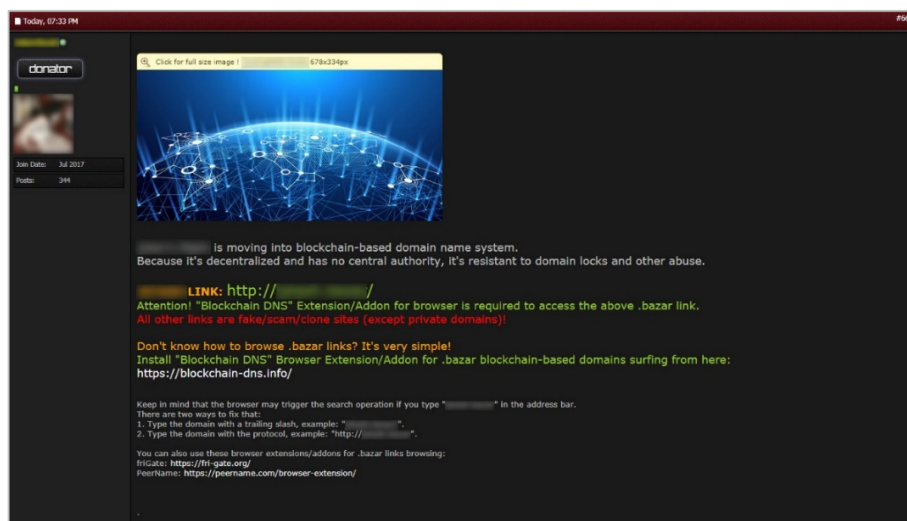 Today, 07:33 PM
donator
Join Date: Jul 2017
Posts: 344
Click for full size image ! 678x334px
is moving into blockchain-based domain name system.
Because it's decentralized and has no central authority, it's resistant to domain locks and other abuse.
LINK: http:// /
Attention! "Blockchain DNS" Extension/Addon for browser is required to access the above .bazar link.
All other links are fake/scam/clone sites (except private domains)!
Don't know how to browse .bazar links? It's very simple!
Install "Blockchain DNS" Browser Extension/Addon for .bazar blockchain-based domains surfing from here:
https://blockchain-dns.info/
Keep in mind that the browser may trigger the search operation if you type " " in the address bar.
There are two ways to fix that:
1. Type the domain with a trailing slash, example: " ".
2. Type the domain with the protocol, example: "http:// ".
You can also use these browser extensions/addons for .bazar links browsing:
friGate: https://fri-gate.org/
PeerName: https://peername.com/browser-extension/
.